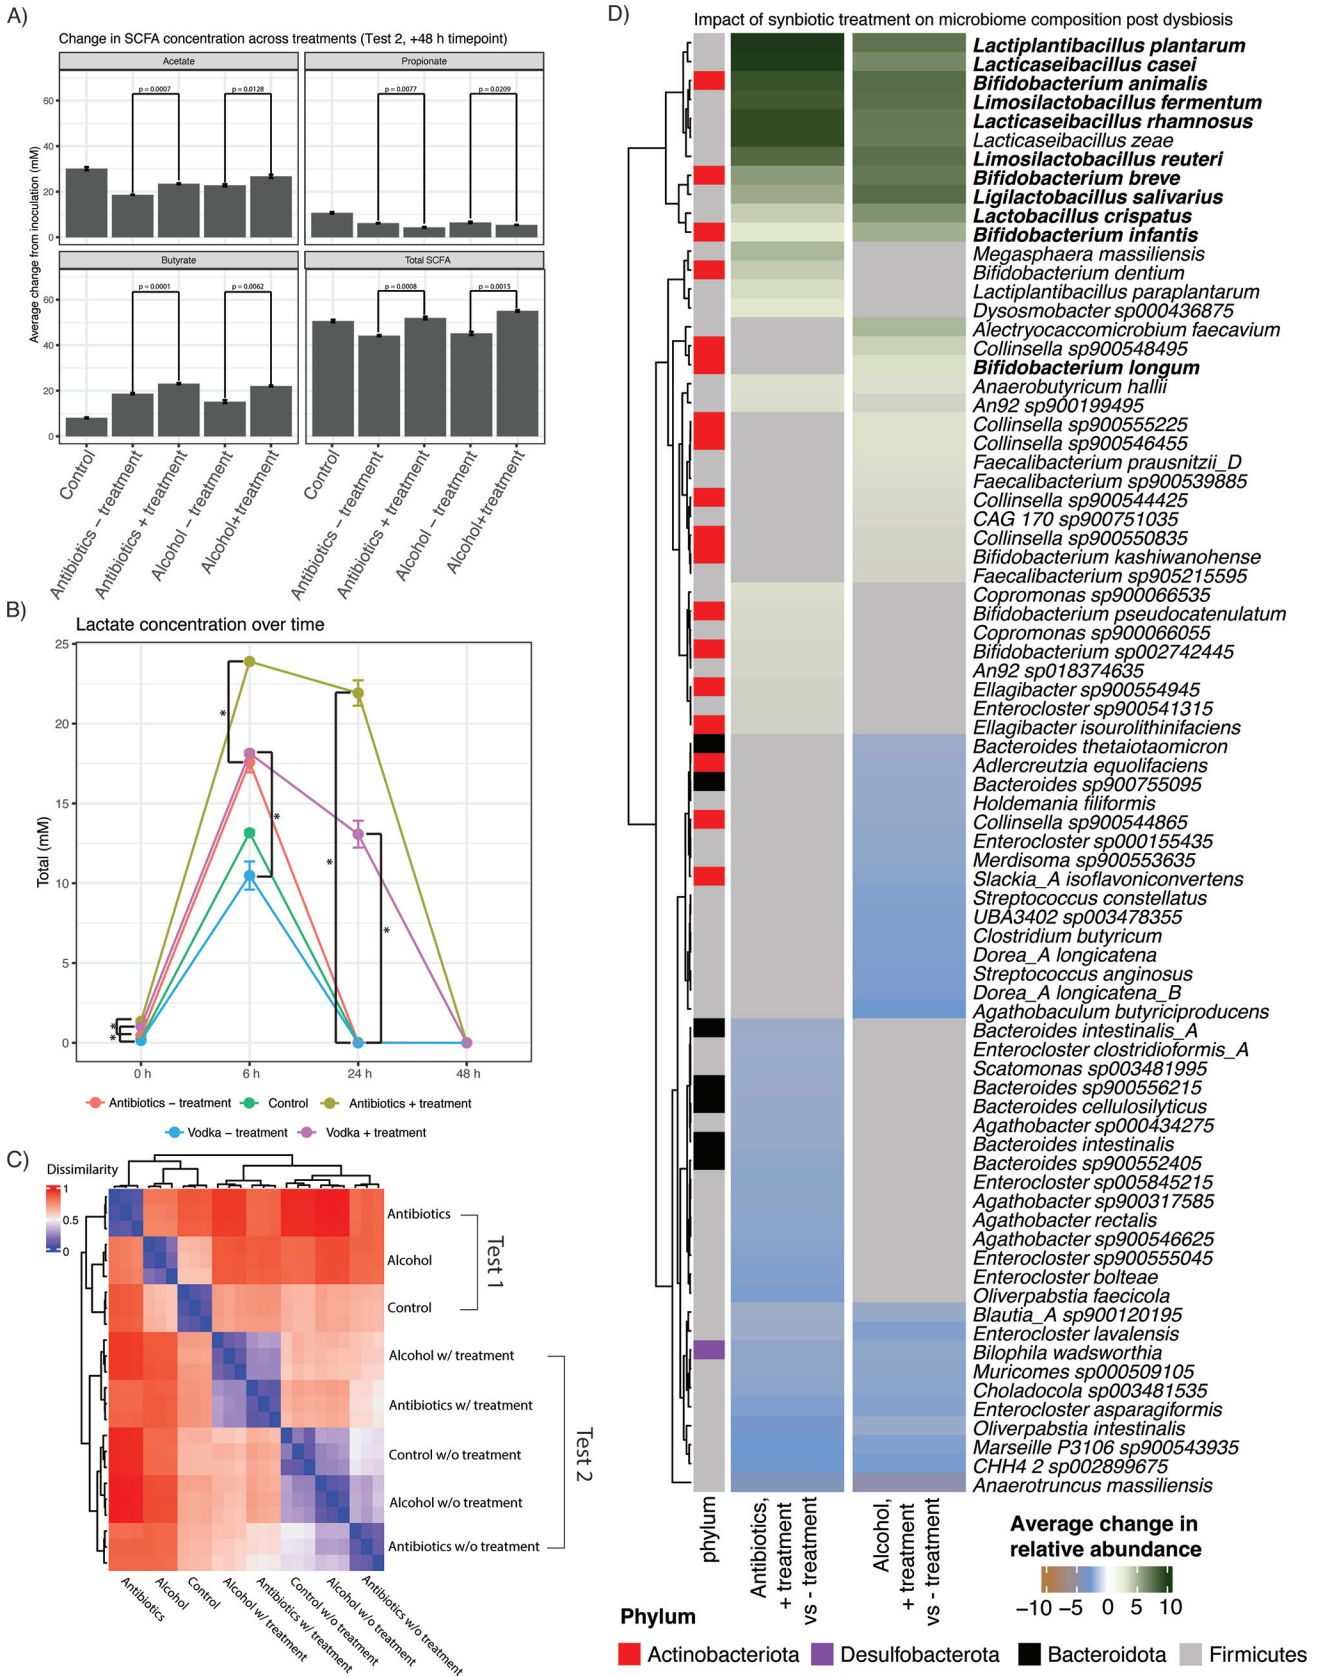 A)
Change in SCFA concentration across treatments (Test 2, +48 h timepoint)
Acetate
Propionate
p = 0.0007
p = 0.0128
p = 0.0077
p = 0.0209
60
40
20
0
Butyrate
Total SCFA
p = 0.0001
p = 0.0062
p = 0.0008
p = 0.0015
60
40
20
0
Average change from inoculation (mM)
Control
Antibiotics – treatment
Antibiotics + treatment
Alcohol – treatment
Alcohol+treatment
Control
Antibiotics – treatment
Antibiotics + treatment
Alcohol – treatment
Alcohol+treatment
B)
Lactate concentration over time
Total (mM)
25
20
15
10
5
0
*
*
*
*
*
*
0 h
6 h
24 h
48 h
Antibiotics – treatment
Control
Antibiotics + treatment
Vodka – treatment
Vodka + treatment
C)
Dissimilarity
1
0.5
0
Antibiotics
Alcohol
Control
Alcohol w/ treatment
Antibiotics w/ treatment
Control w/o treatment
Alcohol w/o treatment
Antibiotics w/o treatment
Test 1
Test 2
Antibiotics
Alcohol
Control
Alcohol w/ treatment
Antibiotics w/ treatment
Control w/o treatment
Alcohol w/o treatment
Antibiotics w/o treatment
D)
Impact of synbiotic treatment on microbiome composition post dysbiosis
Lactiplantibacillus plantarum
Lacticaseibacillus casei
Bifidobacterium animalis
Limosilactobacillus fermentum
Lacticaseibacillus rhamnosus
Lacticaseibacillus zeae
Limosilactobacillus reuteri
Bifidobacterium breve
Ligilactobacillus salivarius
Lactobacillus crispatus
Bifidobacterium infantis
Megasphaera massiliensis
Bifidobacterium dentium
Lactiplantibacillus paraplantarum
Dysosmobacter sp000436875
Alectryocaccomicrobium faecavium
Collinsella sp900548495
Bifidobacterium longum
Anaerobutyricum hallii
An92 sp900199495
Collinsella sp900555225
Collinsella sp900546455
Faecalibacterium prausnitzii_D
Faecalibacterium sp900539885
Collinsella sp900544425
CAG 170 sp900751035
Collinsella sp900550835
Bifidobacterium kashiwanohense
Faecalibacterium sp905215595
Copromonas sp900066535
Bifidobacterium pseudocatenulatum
Copromonas sp900066055
Bifidobacterium sp002742445
An92 sp018374635
Ellagibacter sp900554945
Enterocloster sp900541315
Ellagibacter isourolithinifaciens
Bacteroides thetaiotaomicron
Adlercreutzia equolifaciens
Bacteroides sp900755095
Holdemania filiformis
Collinsella sp900544865
Enterocloster sp000155435
Merdisoma sp900553635
Slackia_A isoflavoniconvertens
Streptococcus constellatus
UBA3402 sp003478355
Clostridium butyricum
Dorea_A longicatena
Streptococcus anginosus
Dorea_A longicatena_B
Agathobaculum butyriciproducens
Bacteroides intestinalis_A
Enterocloster clostridioformis_A
Scatomonas sp003481995
Bacteroides sp900556215
Bacteroides cellulosilyticus
Agathobacter sp000434275
Bacteroides intestinalis
Bacteroides sp900552405
Enterocloster sp005845215
Agathobacter sp900317585
Agathobacter rectalis
Agathobacter sp900546625
Enterocloster sp900555045
Enterocloster bolteae
Oliverpabstia faecicola
Blautia_A sp900120195
Enterocloster lavalensis
Bilophila wadsworthia
Muricomes sp000509105
Choladocola sp003481535
Enterocloster asparagiformis
Oliverpabstia intestinalis
Marseille P3106 sp900543935
CHH4 2 sp002899675
Anaerotruncus massiliensis
phylum
Antibiotics,
+ treatment
vs - treatment
Alcohol,
+ treatment
vs - treatment
Average change in
relative abundance
−10 −5 0 5 10
Phylum
Actinobacteriota
Desulfobacterota
Bacteroidota
Firmicutes